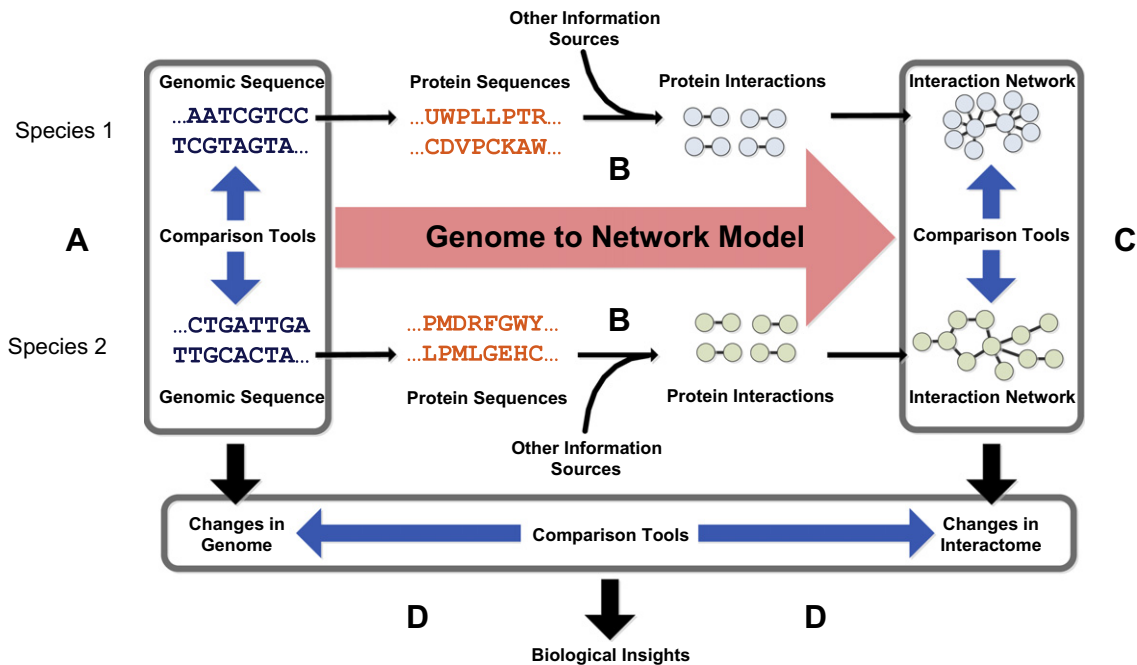 Other Information
Sources
Genomic Sequence
Protein Sequences
Protein Interactions
Interaction Network
Species 1
...AATCGTCC
TCGTAGTA...
...UWPLLPTR...
...CDVPCKAW...
B
A
Comparison Tools
Genome to Network Model
Comparison Tools
C
Species 2
...CTGATTGA
TTGCACTA...
...PMDRFGWY...
...LPMLGEHC...
B
Genomic Sequence
Protein Sequences
Protein Interactions
Interaction Network
Other Information
Sources
Changes in
Genome
Comparison Tools
Changes in
Interactome
D
D
Biological Insights